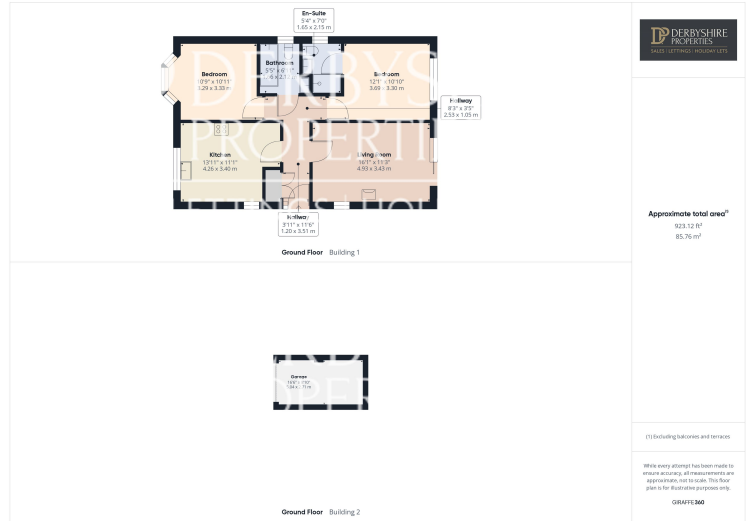 En-Suite
5'4" x 7'0"
1.65 x 2.15 m
Bathroom
Bedroom
3.29 x 3.33 m
Bedroom
12'1" x 10'10"
3.69 x 3.30 m
Hallway
8'3" x 3'5"
2.53 x 1.05 m
Kitchen
13'11" x 11'1"
4.26 x 3.40 m
Living Room
16'1" x 11'3"
4.93 x 3.43 m
Hallway
3'11" x 11'6"
1.20 x 3.51 m
Ground Floor Building 1
Garage
Ground Floor Building 2
DP DERBYSHIRE
PROPERTIES
SALES | LETTINGS | HOLIDAY LETS
Approximate total area(1)
923.12 ft²
85.76 m²
(1) Excluding balconies and terraces
While every attempt has been made to
ensure accuracy, all measurements are
approximate, not to scale. This floor
plan is for illustrative purposes only.
GIRAFFE360